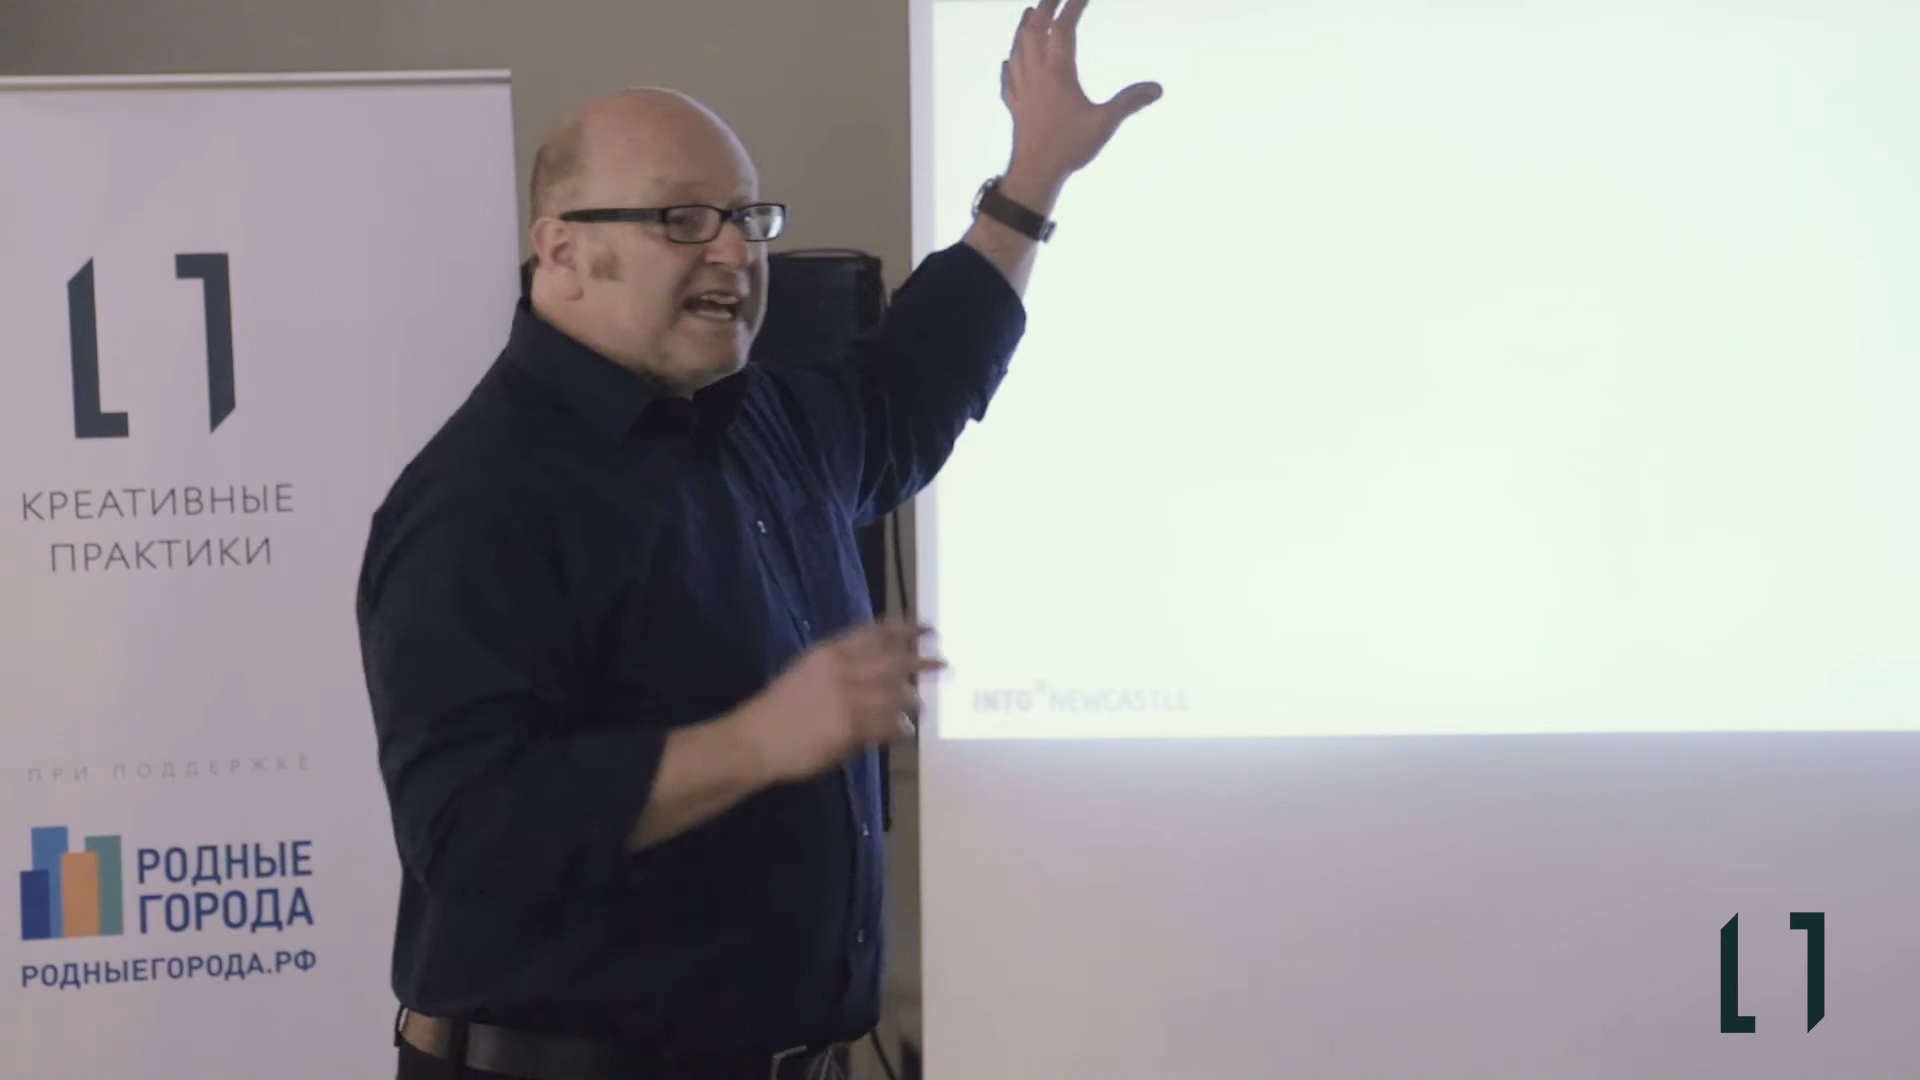 КРЕАТИВНЫЕ
ПРАКТИКИ
ПРИ ПОДДЕРЖКЕ
РОДНЫЕ
ГОРОДА
РОДНЫЕГОРОДА.РФ
INTO NEWCASTLE